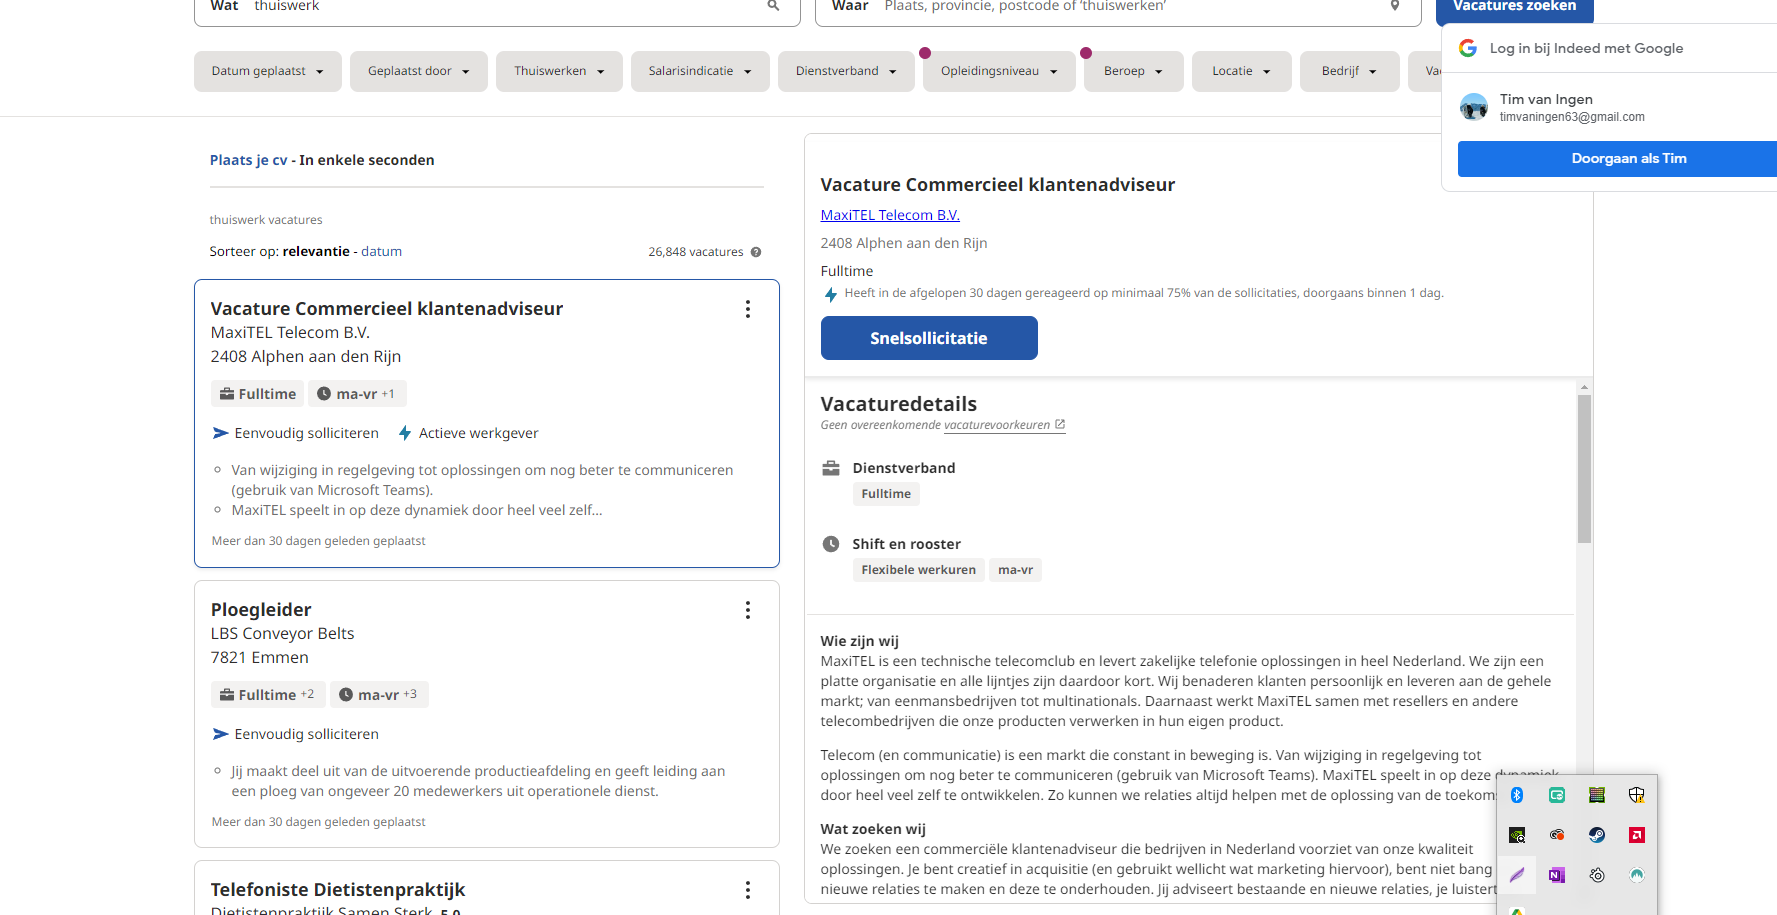 Wat thuiswerk
Waar Plaats, provincie, postcode of ‘thuiswerken’
Vacatures zoeken
Datum geplaatst
Geplaatst door
Thuiswerken
Salarisindicatie
Dienstverband
Opleidingsniveau
Beroep
Locatie
Bedrijf
Log in bij Indeed met Google
Tim van Ingen
timvaningen63@gmail.com
Doorgaan als Tim
Plaats je cv - In enkele seconden
thuiswerk vacatures
Sorteer op: relevantie - datum
26,848 vacatures
Vacature Commercieel klantenadviseur
MaxiTEL Telecom B.V.
2408 Alphen aan den Rijn
Fulltime
ma-vr +1
Eenvoudig solliciteren
Actieve werkgever
Van wijziging in regelgeving tot oplossingen om nog beter te communiceren
(gebruik van Microsoft Teams).
MaxiTEL speelt in op deze dynamiek door heel veel zelf...
Meer dan 30 dagen geleden geplaatst
Ploegleider
LBS Conveyor Belts
7821 Emmen
Fulltime +2
ma-vr +3
Eenvoudig solliciteren
Jij maakt deel uit van de uitvoerende productieafdeling en geeft leiding aan
een ploeg van ongeveer 20 medewerkers uit operationele dienst.
Meer dan 30 dagen geleden geplaatst
Telefoniste Dietistenpraktijk
Dietistenpraktijk Samen Sterk 5,0
Vacature Commercieel klantenadviseur
MaxiTEL Telecom B.V.
2408 Alphen aan den Rijn
Fulltime
Heeft in de afgelopen 30 dagen gereageerd op minimaal 75% van de sollicitaties, doorgaans binnen 1 dag.
Snelsollicitatie
Vacaturedetails
Geen overeenkomende vacaturevoorkeuren
Dienstverband
Fulltime
Shift en rooster
Flexibele werkuren
ma-vr
Wie zijn wij
MaxiTEL is een technische telecomclub en levert zakelijke telefonie oplossingen in heel Nederland. We zijn een
platte organisatie en alle lijntjes zijn daardoor kort. Wij benaderen klanten persoonlijk en leveren aan de gehele
markt; van eenmansbedrijven tot multinationals. Daarnaast werkt MaxiTEL samen met resellers en andere
telecombedrijven die onze producten verwerken in hun eigen product.
Telecom (en communicatie) is een markt die constant in beweging is. Van wijziging in regelgeving tot
oplossingen om nog beter te communiceren (gebruik van Microsoft Teams). MaxiTEL speelt in op deze dynamiek
door heel veel zelf te ontwikkelen. Zo kunnen we relaties altijd helpen met de oplossing van de toekoms
Wat zoeken wij
We zoeken een commerciële klantenadviseur die bedrijven in Nederland voorziet van onze kwaliteit
oplossingen. Je bent creatief in acquisitie (en gebruikt wellicht wat marketing hiervoor), bent niet bang
nieuwe relaties te maken en deze te onderhouden. Jij adviseert bestaande en nieuwe relaties, je luistert